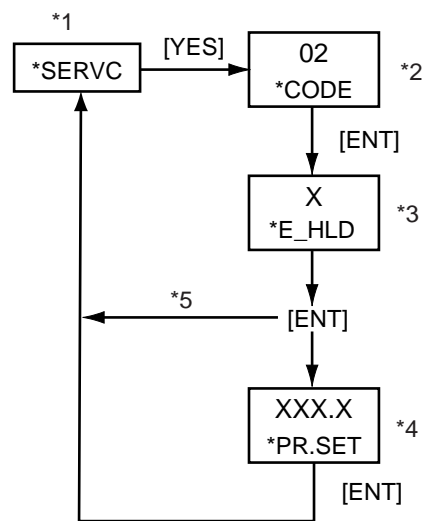 *1
*SERVC
[YES]
02
*CODE
*2
[ENT]
X
*E_HLD
*3
*5
[ENT]
XXX.X
*PR.SET
*4
[ENT]